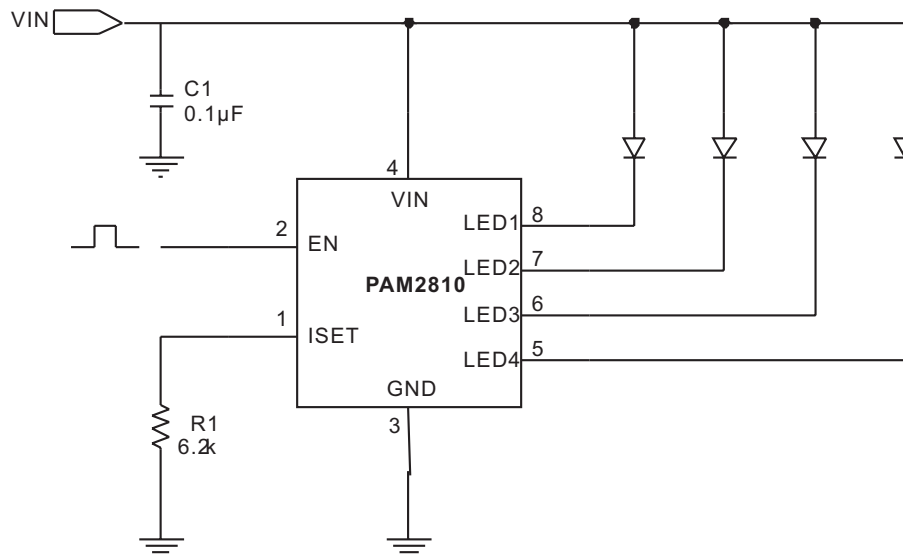 VIN
C1
0.1µF
4
VIN
2
EN
LED1
8
LED2
7
PAM2810
LED3
6
1
ISET
LED4
5
GND
3
R1
6.2k